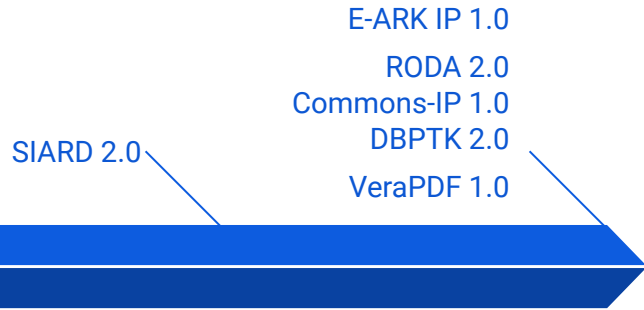 E-ARK IP 1.0
RODA 2.0
Commons-IP 1.0
DBPTK 2.0
VeraPDF 1.0
SIARD 2.0